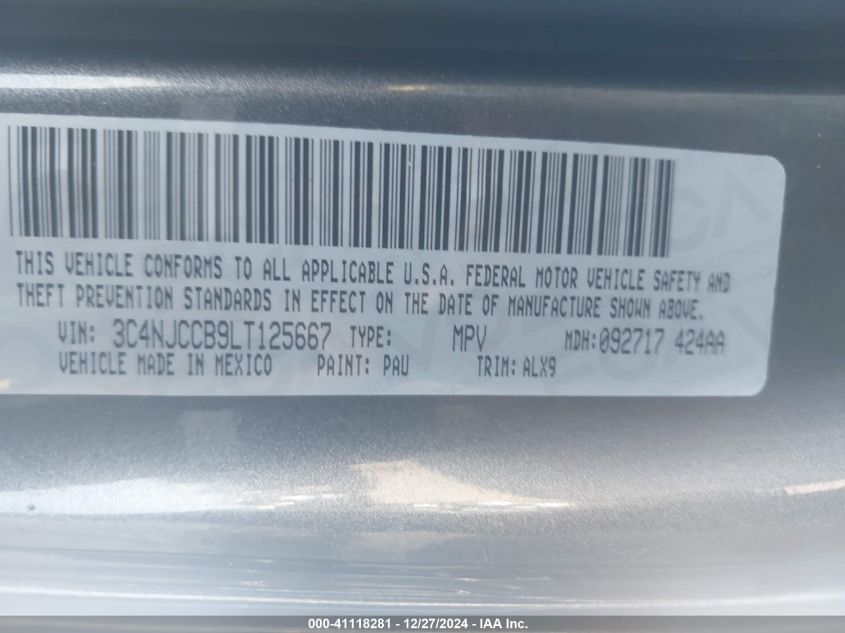 THIS VEHICLE CONFORMS TO ALL APPLICABLE U.S.A. FEDERAL MOTOR VEHICLE SAFETY AND
THEFT PREVENTION STANDARDS IN EFFECT ON THE DATE OF MANUFACTURE SHOWN ABOVE.
VIN: 3C4NJCCB9LT125667 TYPE: MPV MDH:092717 424AA
VEHICLE MADE IN MEXICO PAINT: PAU TRIM: ALX9
000-41118281 - 12/27/2024 - IAA Inc.